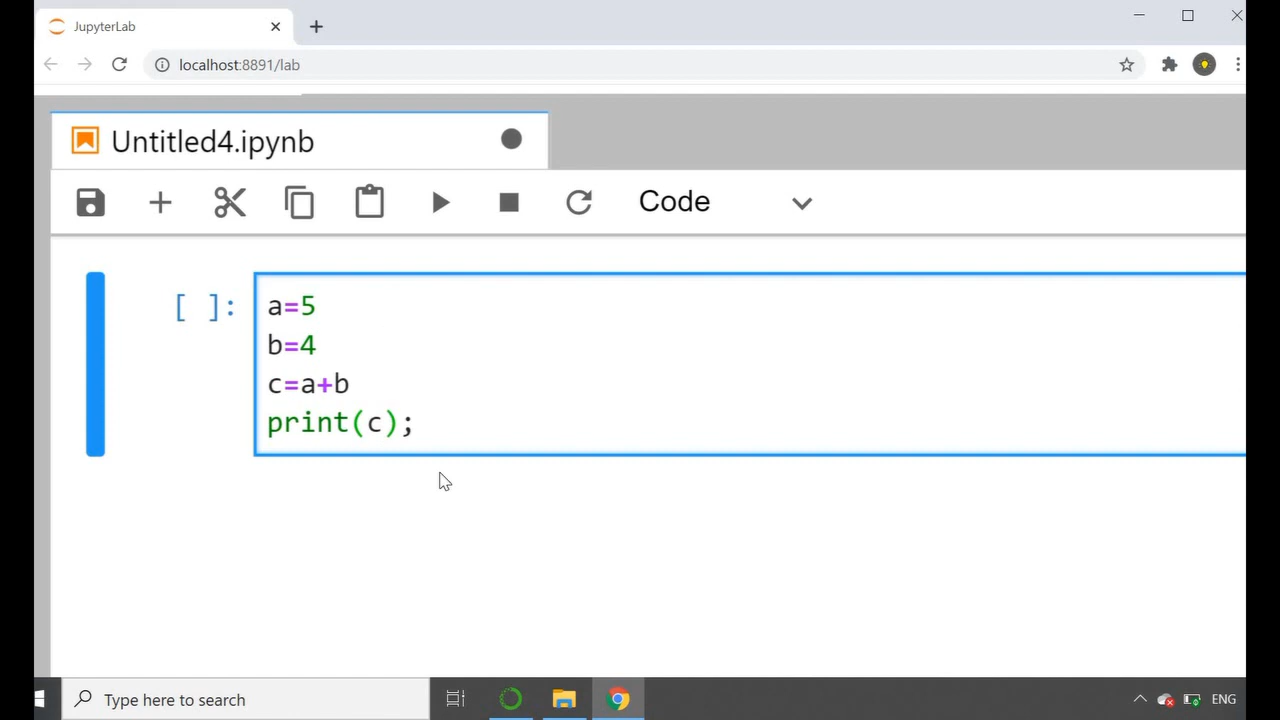 JupyterLab
localhost:8891/lab
Untitled4.ipynb
Code
[ ]:
a=5
b=4
c=a+b
print(c);
Type here to search
ENG